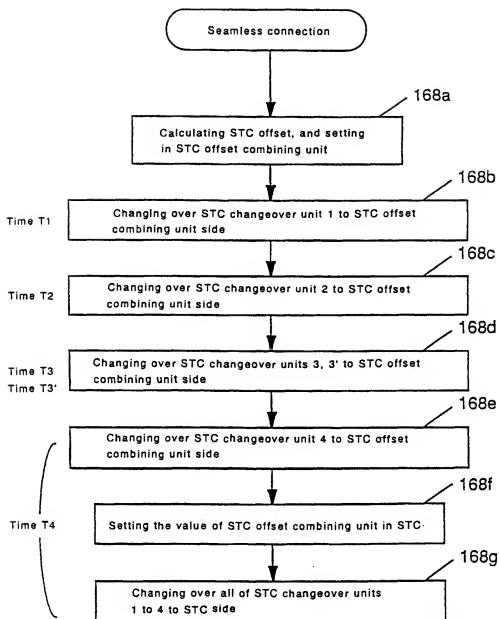 Seamless connection
168a
Calculating STC offset, and setting
in STC offset combining unit
168b
Time T1
Changing over STC changeover unit 1 to STC offset
combining unit side
168c
Time T2
Changing over STC changeover unit 2 to STC offset
combining unit side
168d
Time T3
Time T3'
Changing over STC changeover units 3, 3' to STC offset
combining unit side
168e
Changing over STC changeover unit 4 to STC offset
combining unit side
168f
Time T4
Setting the value of STC offset combining unit in STC
168g
Changing over all of STC changeover units
1 to 4 to STC side